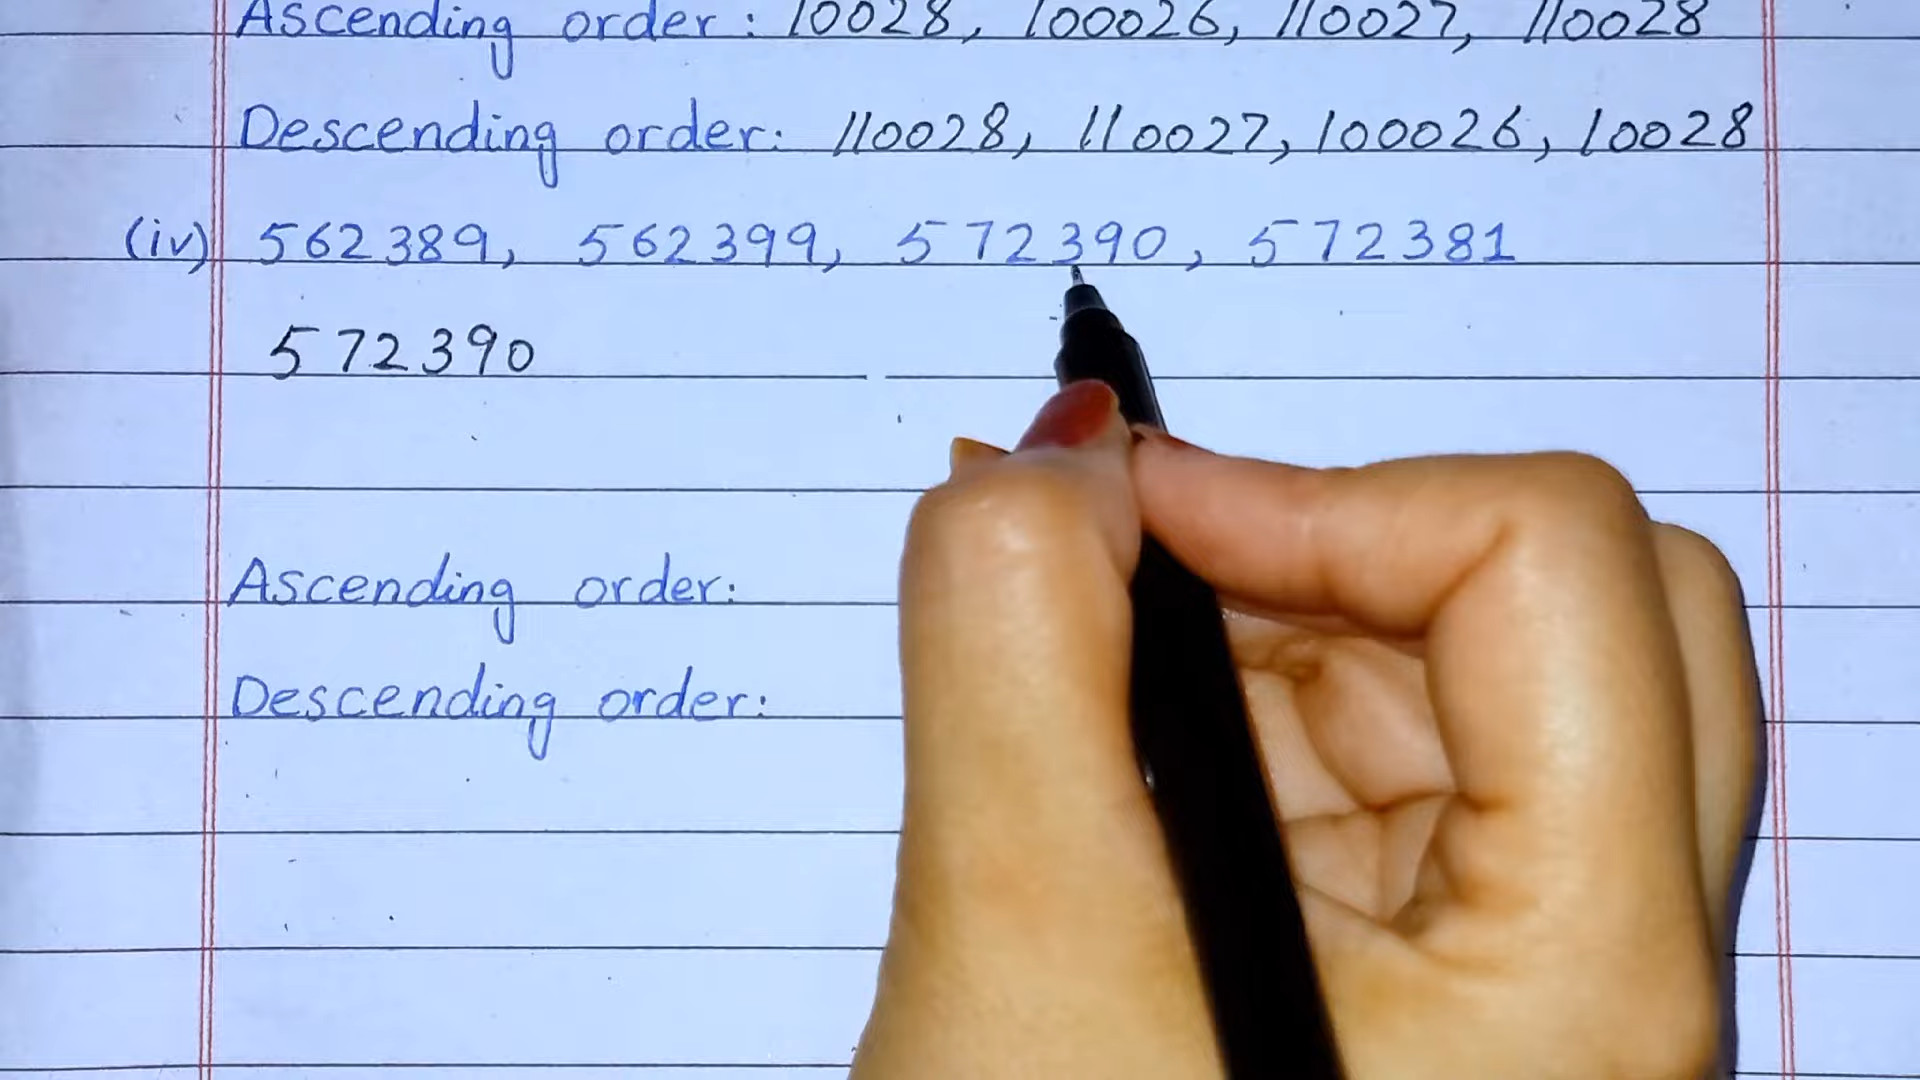 Ascending order: 10028, 100026, 110027, 110028
Descending order: 110028, 110027, 100026, 10028
(iv) 562389, 562399, 572390, 572381
572390
Ascending order:
Descending order: